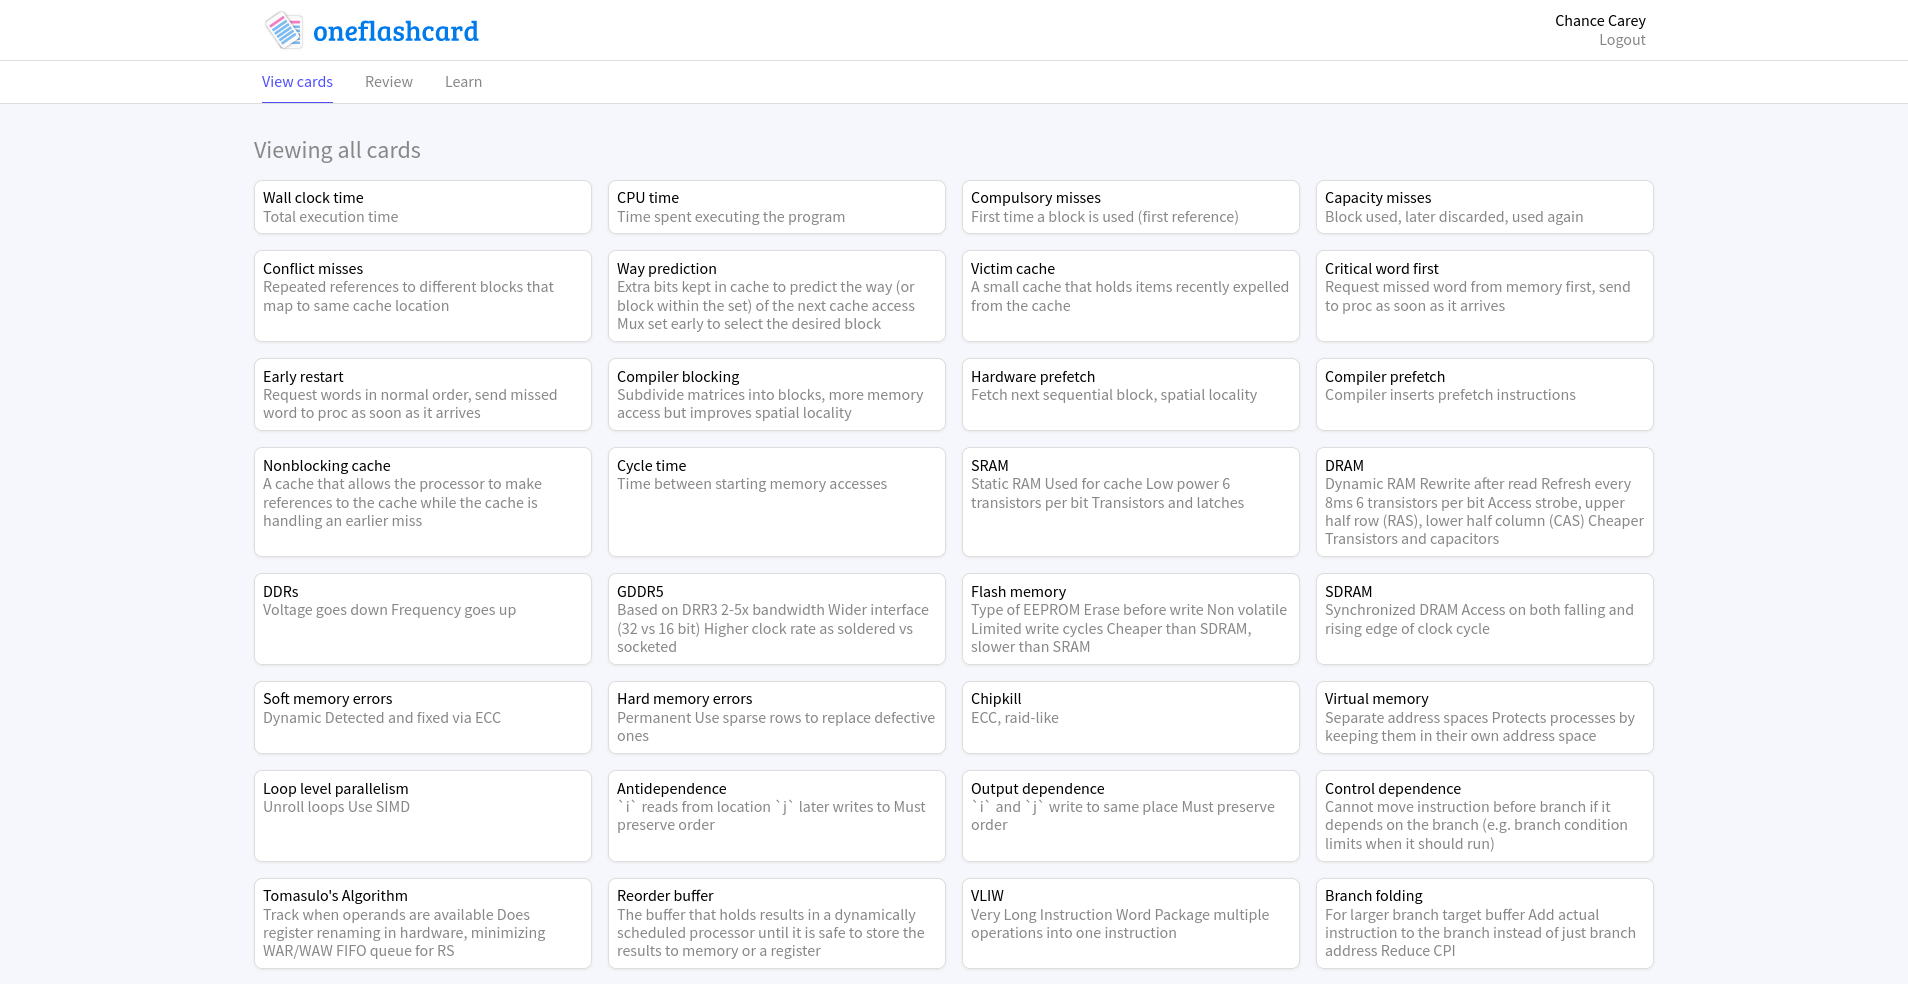 oneflashcard
Chance Carey
Logout
View cards
Review
Learn
Viewing all cards
Wall clock time
Total execution time
CPU time
Time spent executing the program
Compulsory misses
First time a block is used (first reference)
Capacity misses
Block used, later discarded, used again
Conflict misses
Repeated references to different blocks that
map to same cache location
Way prediction
Extra bits kept in cache to predict the way (or
block within the set) of the next cache access
Mux set early to select the desired block
Victim cache
A small cache that holds items recently expelled
from the cache
Critical word first
Request missed word from memory first, send
to proc as soon as it arrives
Early restart
Request words in normal order, send missed
word to proc as soon as it arrives
Compiler blocking
Subdivide matrices into blocks, more memory
access but improves spatial locality
Hardware prefetch
Fetch next sequential block, spatial locality
Compiler prefetch
Compiler inserts prefetch instructions
Nonblocking cache
A cache that allows the processor to make
references to the cache while the cache is
handling an earlier miss
Cycle time
Time between starting memory accesses
SRAM
Static RAM Used for cache Low power 6
transistors per bit Transistors and latches
DRAM
Dynamic RAM Rewrite after read Refresh every
8ms 6 transistors per bit Access strobe, upper
half row (RAS), lower half column (CAS) Cheaper
Transistors and capacitors
DDRs
Voltage goes down Frequency goes up
GDDR5
Based on DRR3 2-5x bandwidth Wider interface
(32 vs 16 bit) Higher clock rate as soldered vs
socketed
Flash memory
Type of EEPROM Erase before write Non volatile
Limited write cycles Cheaper than SDRAM,
slower than SRAM
SDRAM
Synchronized DRAM Access on both falling and
rising edge of clock cycle
Soft memory errors
Dynamic Detected and fixed via ECC
Hard memory errors
Permanent Use sparse rows to replace defective
ones
Chipkill
ECC, raid-like
Virtual memory
Separate address spaces Protects processes by
keeping them in their own address space
Loop level parallelism
Unroll loops Use SIMD
Antidependence
`i` reads from location `j` later writes to Must
preserve order
Output dependence
`i` and `j` write to same place Must preserve
order
Control dependence
Cannot move instruction before branch if it
depends on the branch (e.g. branch condition
limits when it should run)
Tomasulo's Algorithm
Track when operands are available Does
register renaming in hardware, minimizing
WAR/WAW FIFO queue for RS
Reorder buffer
The buffer that holds results in a dynamically
scheduled processor until it is safe to store the
results to memory or a register
VLIW
Very Long Instruction Word Package multiple
operations into one instruction
Branch folding
For larger branch target buffer Add actual
instruction to the branch instead of just branch
address Reduce CPI